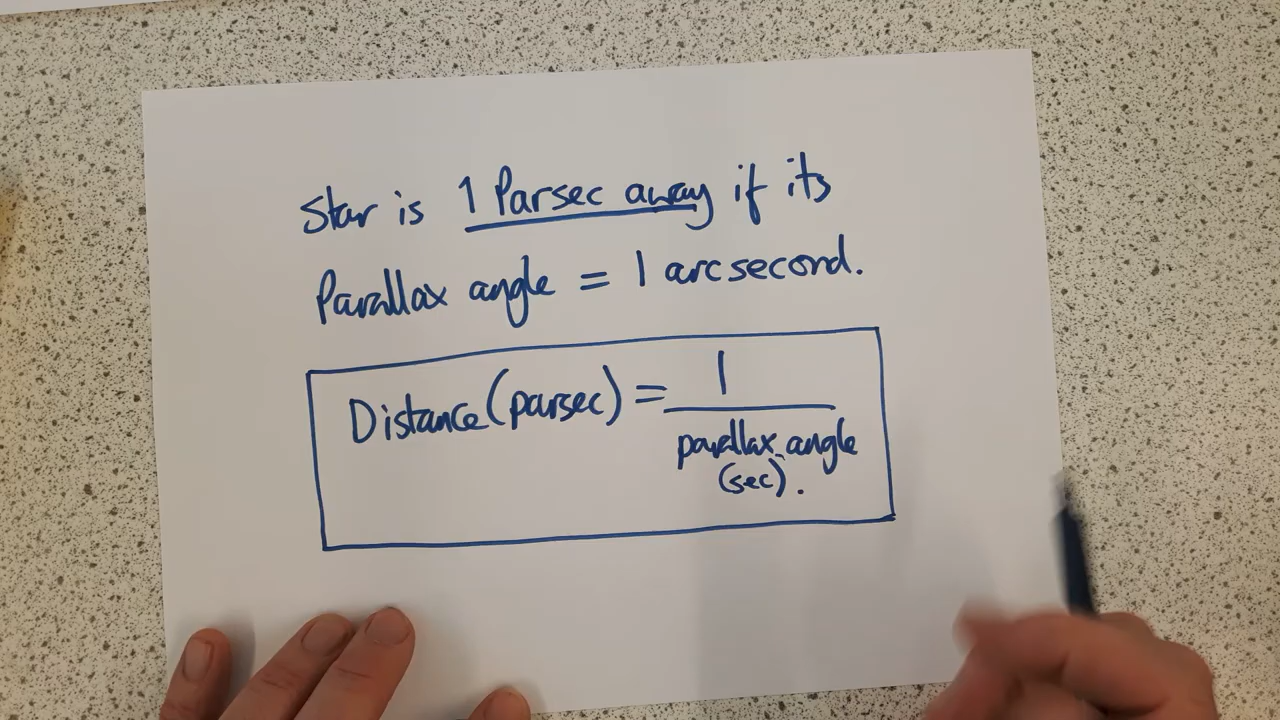 Star is 1 Parsec away if its
Parallax angle = 1 arcsecond.
Distance (parsec) = 1
parallax angle
(sec).